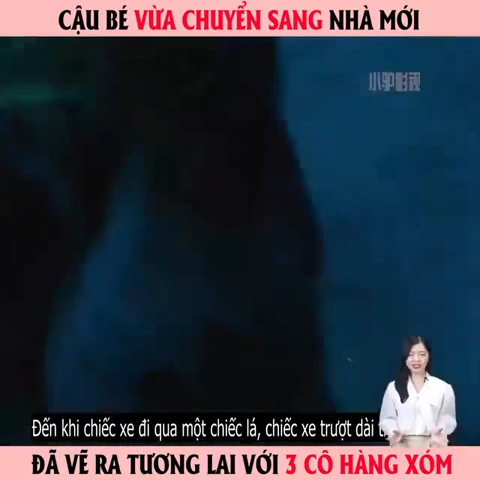 CẬU BÉ VỪA CHUYỂN SANG NHÀ MỚI
小驴影视
Đến khi chiếc xe đi qua một chiếc lá, chiếc xe trượt dài
ĐÃ VẼ RA TƯƠNG LAI VỚI 3 CÔ HÀNG XÓM